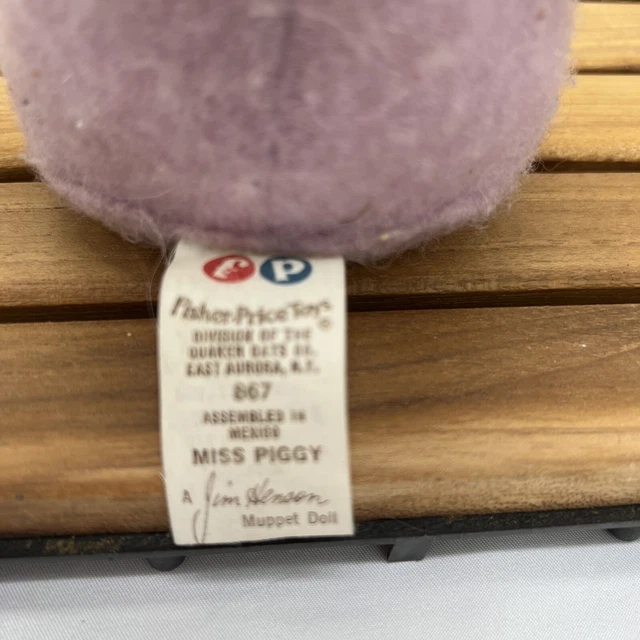 f P
Fisher-Price Toys
©
DIVISION OF THE
QUAKER OATS CO.
EAST AURORA, N.Y.
867
ASSEMBLED IN
MEXICO
MISS PIGGY
A Jim Henson
Muppet Doll